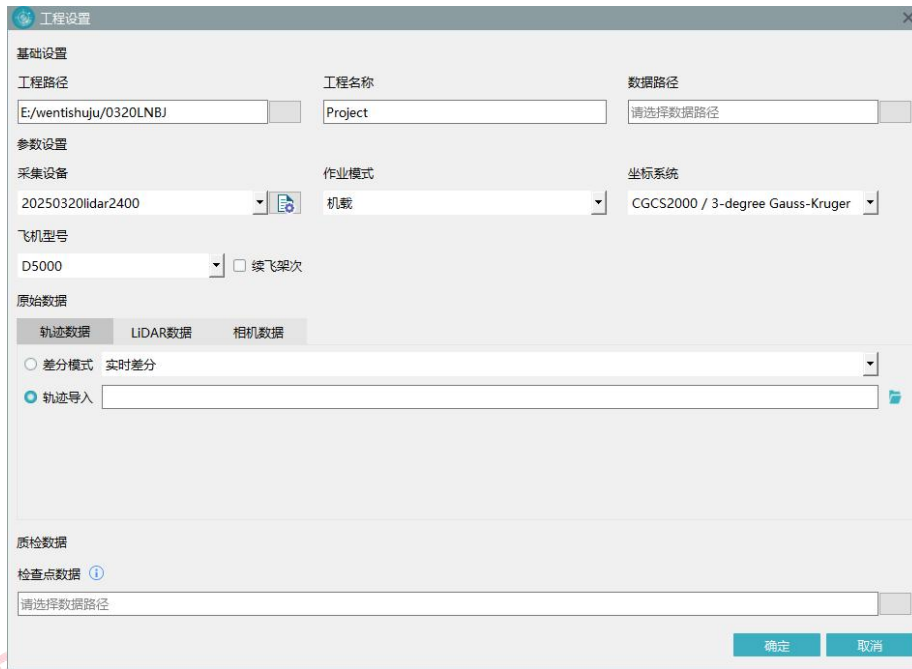 工程设置
基础设置
工程路径 工程名称 数据路径
E:/wentishuju/0320LNBJ Project 请选择数据路径
参数设置
采集设备 作业模式 坐标系统
20250320lidar2400 机载 CGCS2000 / 3-degree Gauss-Kruger
飞机型号
D5000 续飞架次
原始数据
轨迹数据 LiDAR数据 相机数据
差分模式 实时差分
轨迹导入
质检数据
检查点数据
请选择数据路径
确定 取消